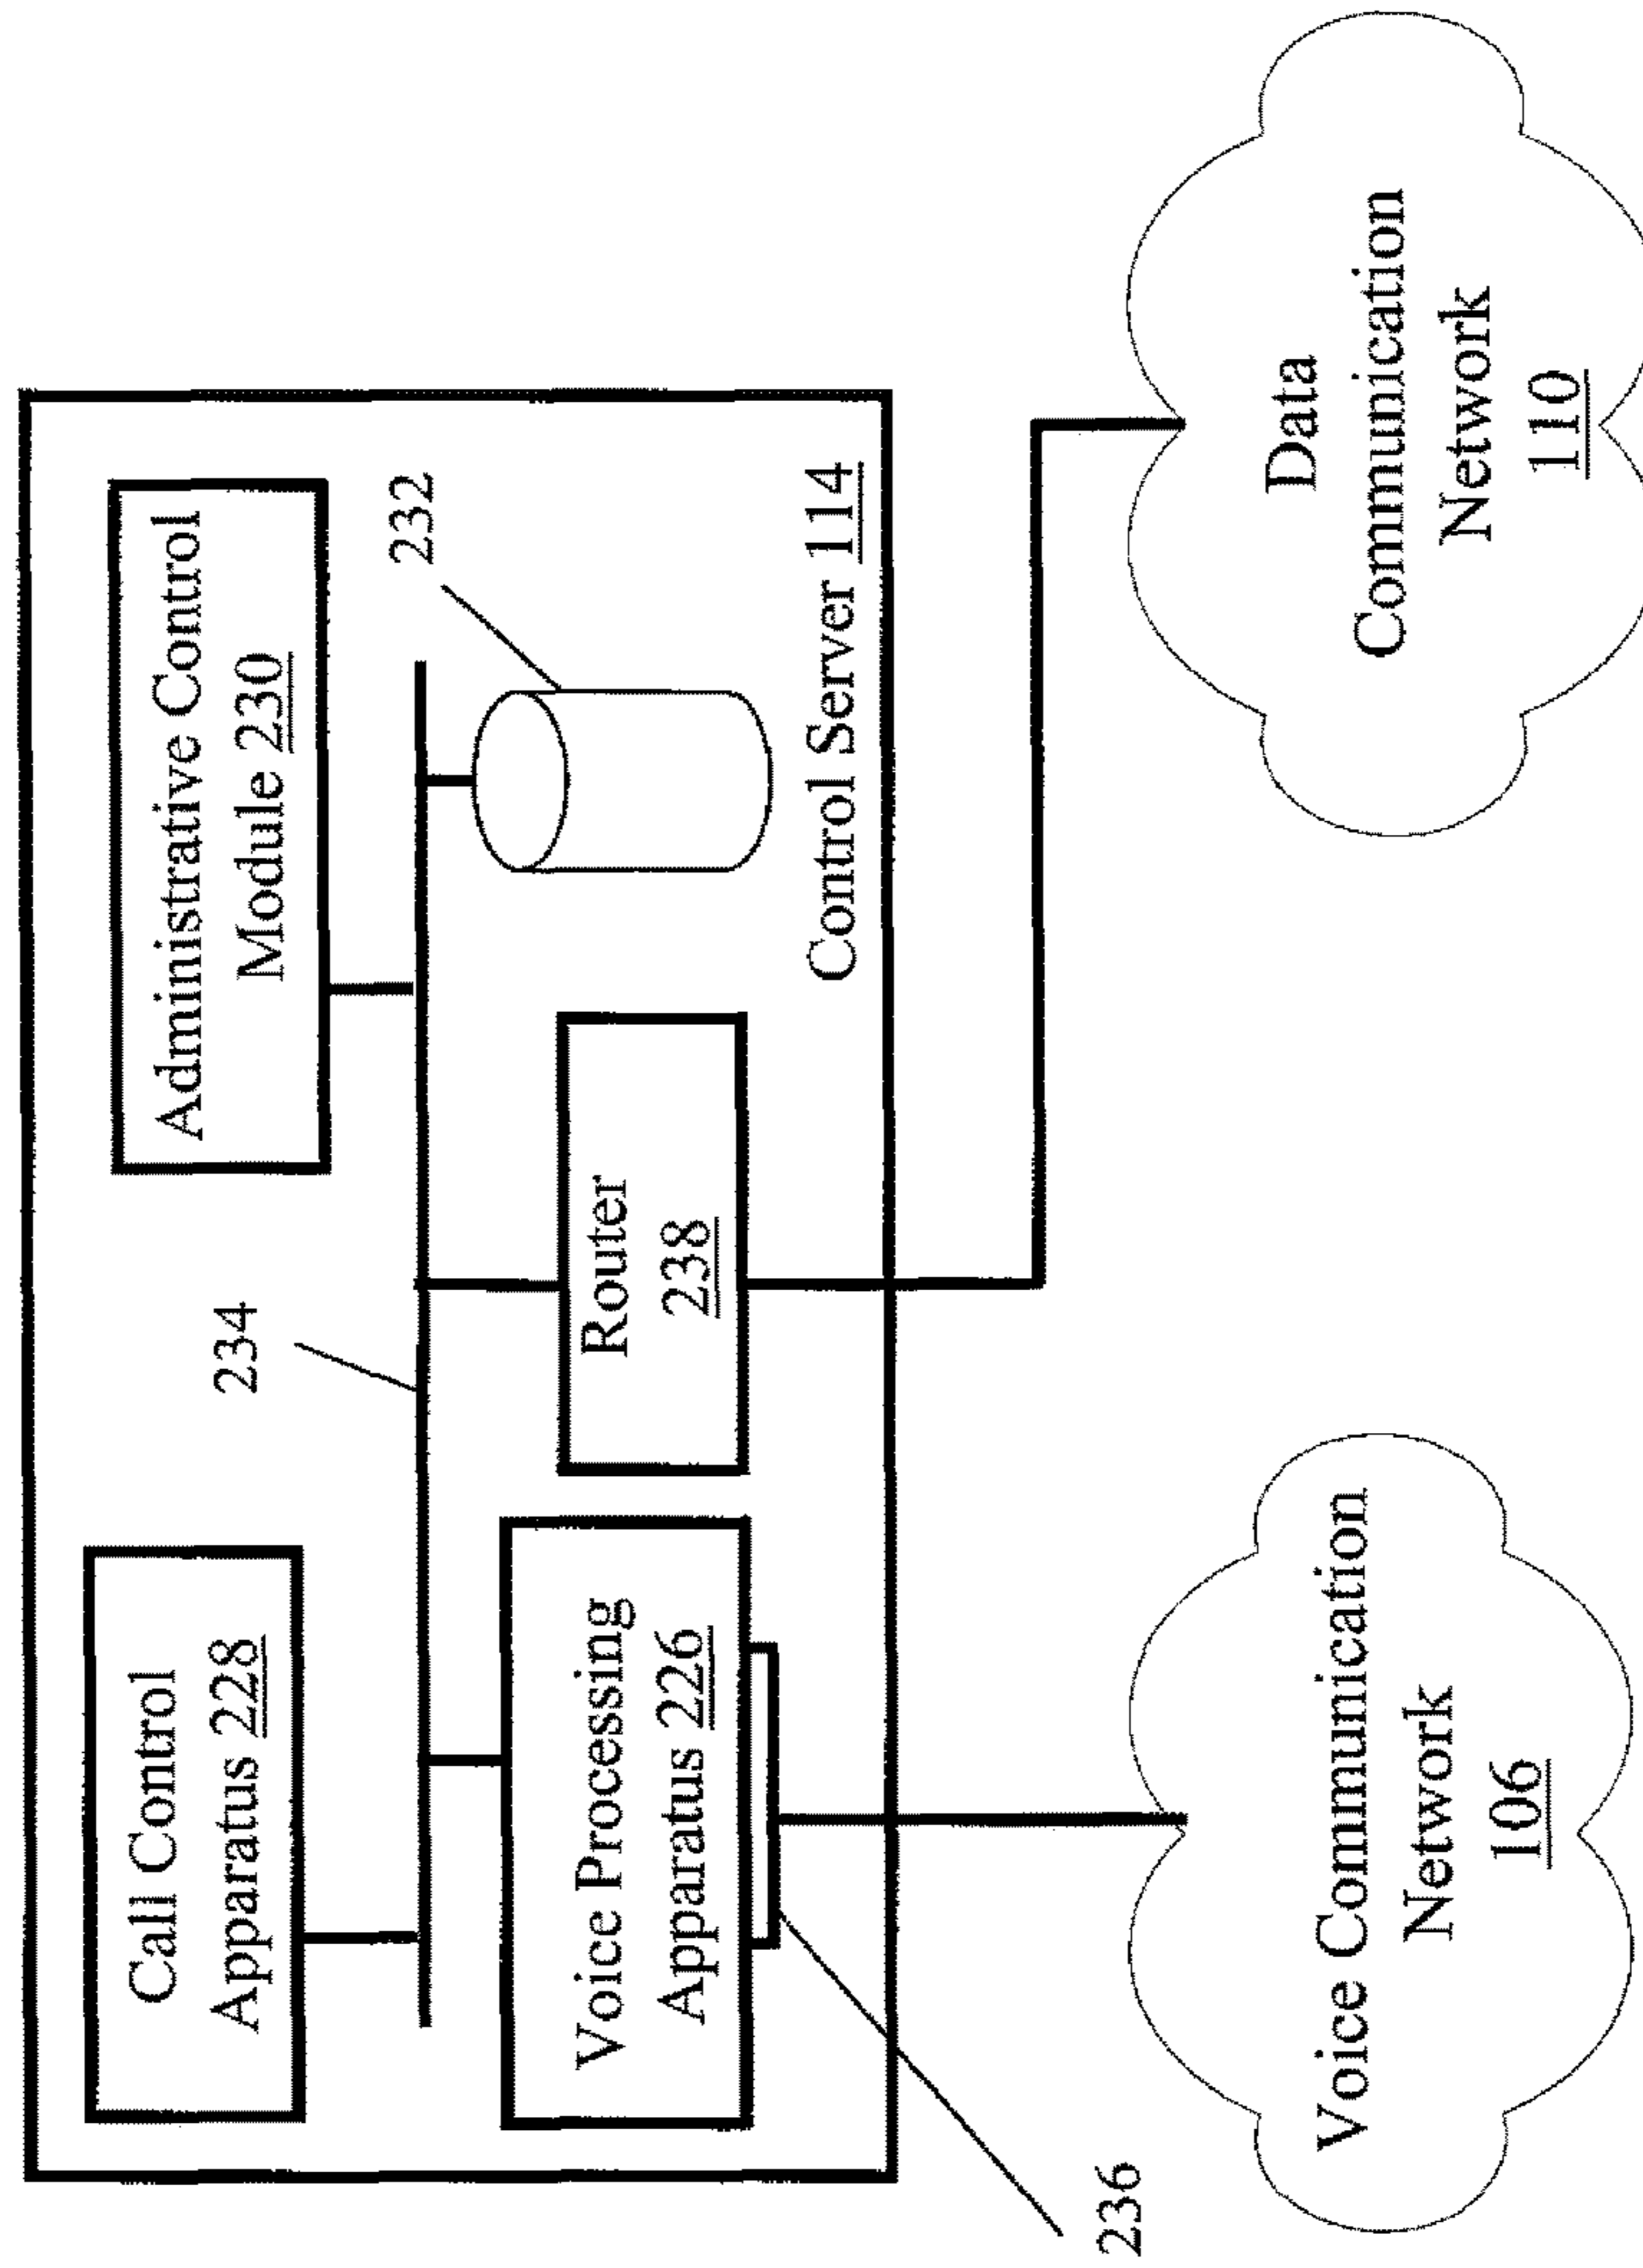 Call Control
Apparatus 228
Administrative Control
Module 230
234
232
Voice Processing
Apparatus 226
Router
238
Control Server 114
236
Voice Communication
Network
106
Data
Communication
Network
110